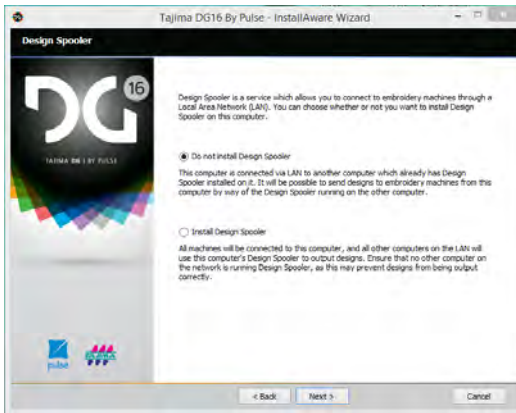 Tajima DG16 By Pulse - InstallAware Wizard
Design Spooler
DG 16
TAJIMA DG | BY PULSE
Design Spooler is a service which allows you to connect to embroidery machines through a
Local Area Network (LAN). You can choose whether or not you want to install Design
Spooler on this computer.
Do not install Design Spooler
This computer is connected via LAN to another computer which already has Design
Spooler installed on it. It will be possible to send designs to embroidery machines from this
computer by way of the Design Spooler running on the other computer.
Install Design Spooler
All machines will be connected to this computer, and all other computers on the LAN will
use this computer's Design Spooler to output designs. Ensure that no other computer on
the network is running Design Spooler, as this may prevent designs from being output
correctly.
pulse
TAJIMA
< Back
Next >
Cancel